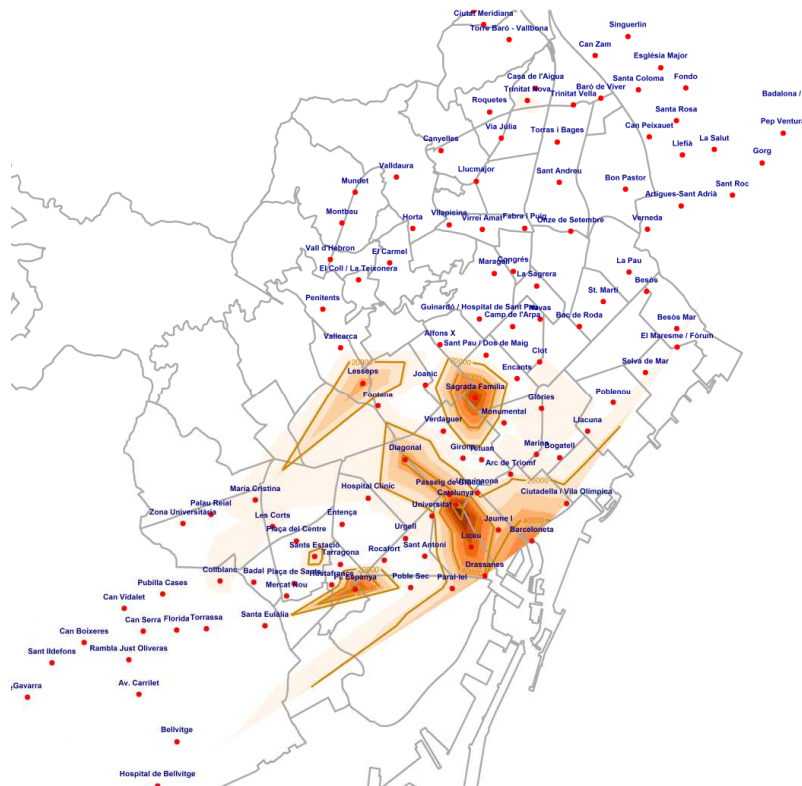 Ciutat Meridiana
Singuerlin
Torre Baró - Vallbona
Can Zam
Església Major
Casa de l'Aigua
Santa Coloma
Fondo
Trinitat Nova
Baró de Viver
Badalona /
Roquetes
Trinitat Vella
Santa Rosa
Pep Ventura
Via Júlia
Torras i Bages
Can Peixauet
Canyelles
La Salut
Llefià
Gorg
Valldaura
Llucmajor
Sant Andreu
Mundet
Bon Pastor
Sant Roc
Artigues-Sant Adrià
Montbau
Horta
Vilapicina
Virrei Amat
Fabra i Puig
Onze de Setembre
Verneda
Vall d'Hebron
El Carmel
El Coll / La Teixonera
Maragall
Congrés
La Sagrera
La Pau
Besòs
Penitents
St. Martí
Guinardó / Hospital de Sant Pau
Navas
Camp de l'Arpa
Bac de Roda
Besòs Mar
Vallcarca
Alfons X
Sant Pau / Dos de Maig
El Maresme / Fòrum
20000
Clot
Selva de Mar
Lesseps
Joanic
Encants
Sagrada Família
Fontana
Glòries
Poblenou
Verdaguer
Monumental
Llacuna
Diagonal
Girona
Tetuan
Marina
Bogatell
Arc de Triomf
Hospital Clínic
Urquinaona
20000
Maria Cristina
Catalunya
Ciutadella / Vila Olímpica
Palau Reial
Universitat
Zona Universitària
Les Corts
Entença
Jaume I
40000
Plaça del Centre
Urgell
Liceu
Barceloneta
Sants Estació
Tarragona
Rocafort
Sant Antoni
Collblanc
Badal
Plaça de Sants
Hostafrancs
20000
Drassanes
Pl. Espanya
Poble Sec
Paral·lel
Pubilla Cases
Mercat Nou
Can Vidalet
Can Serra
Florida
Torrassa
Santa Eulàlia
Can Boixeres
Rambla Just Oliveras
Sant Ildefons
Gavarra
Av. Carrilet
Bellvitge
Hospital de Bellvitge